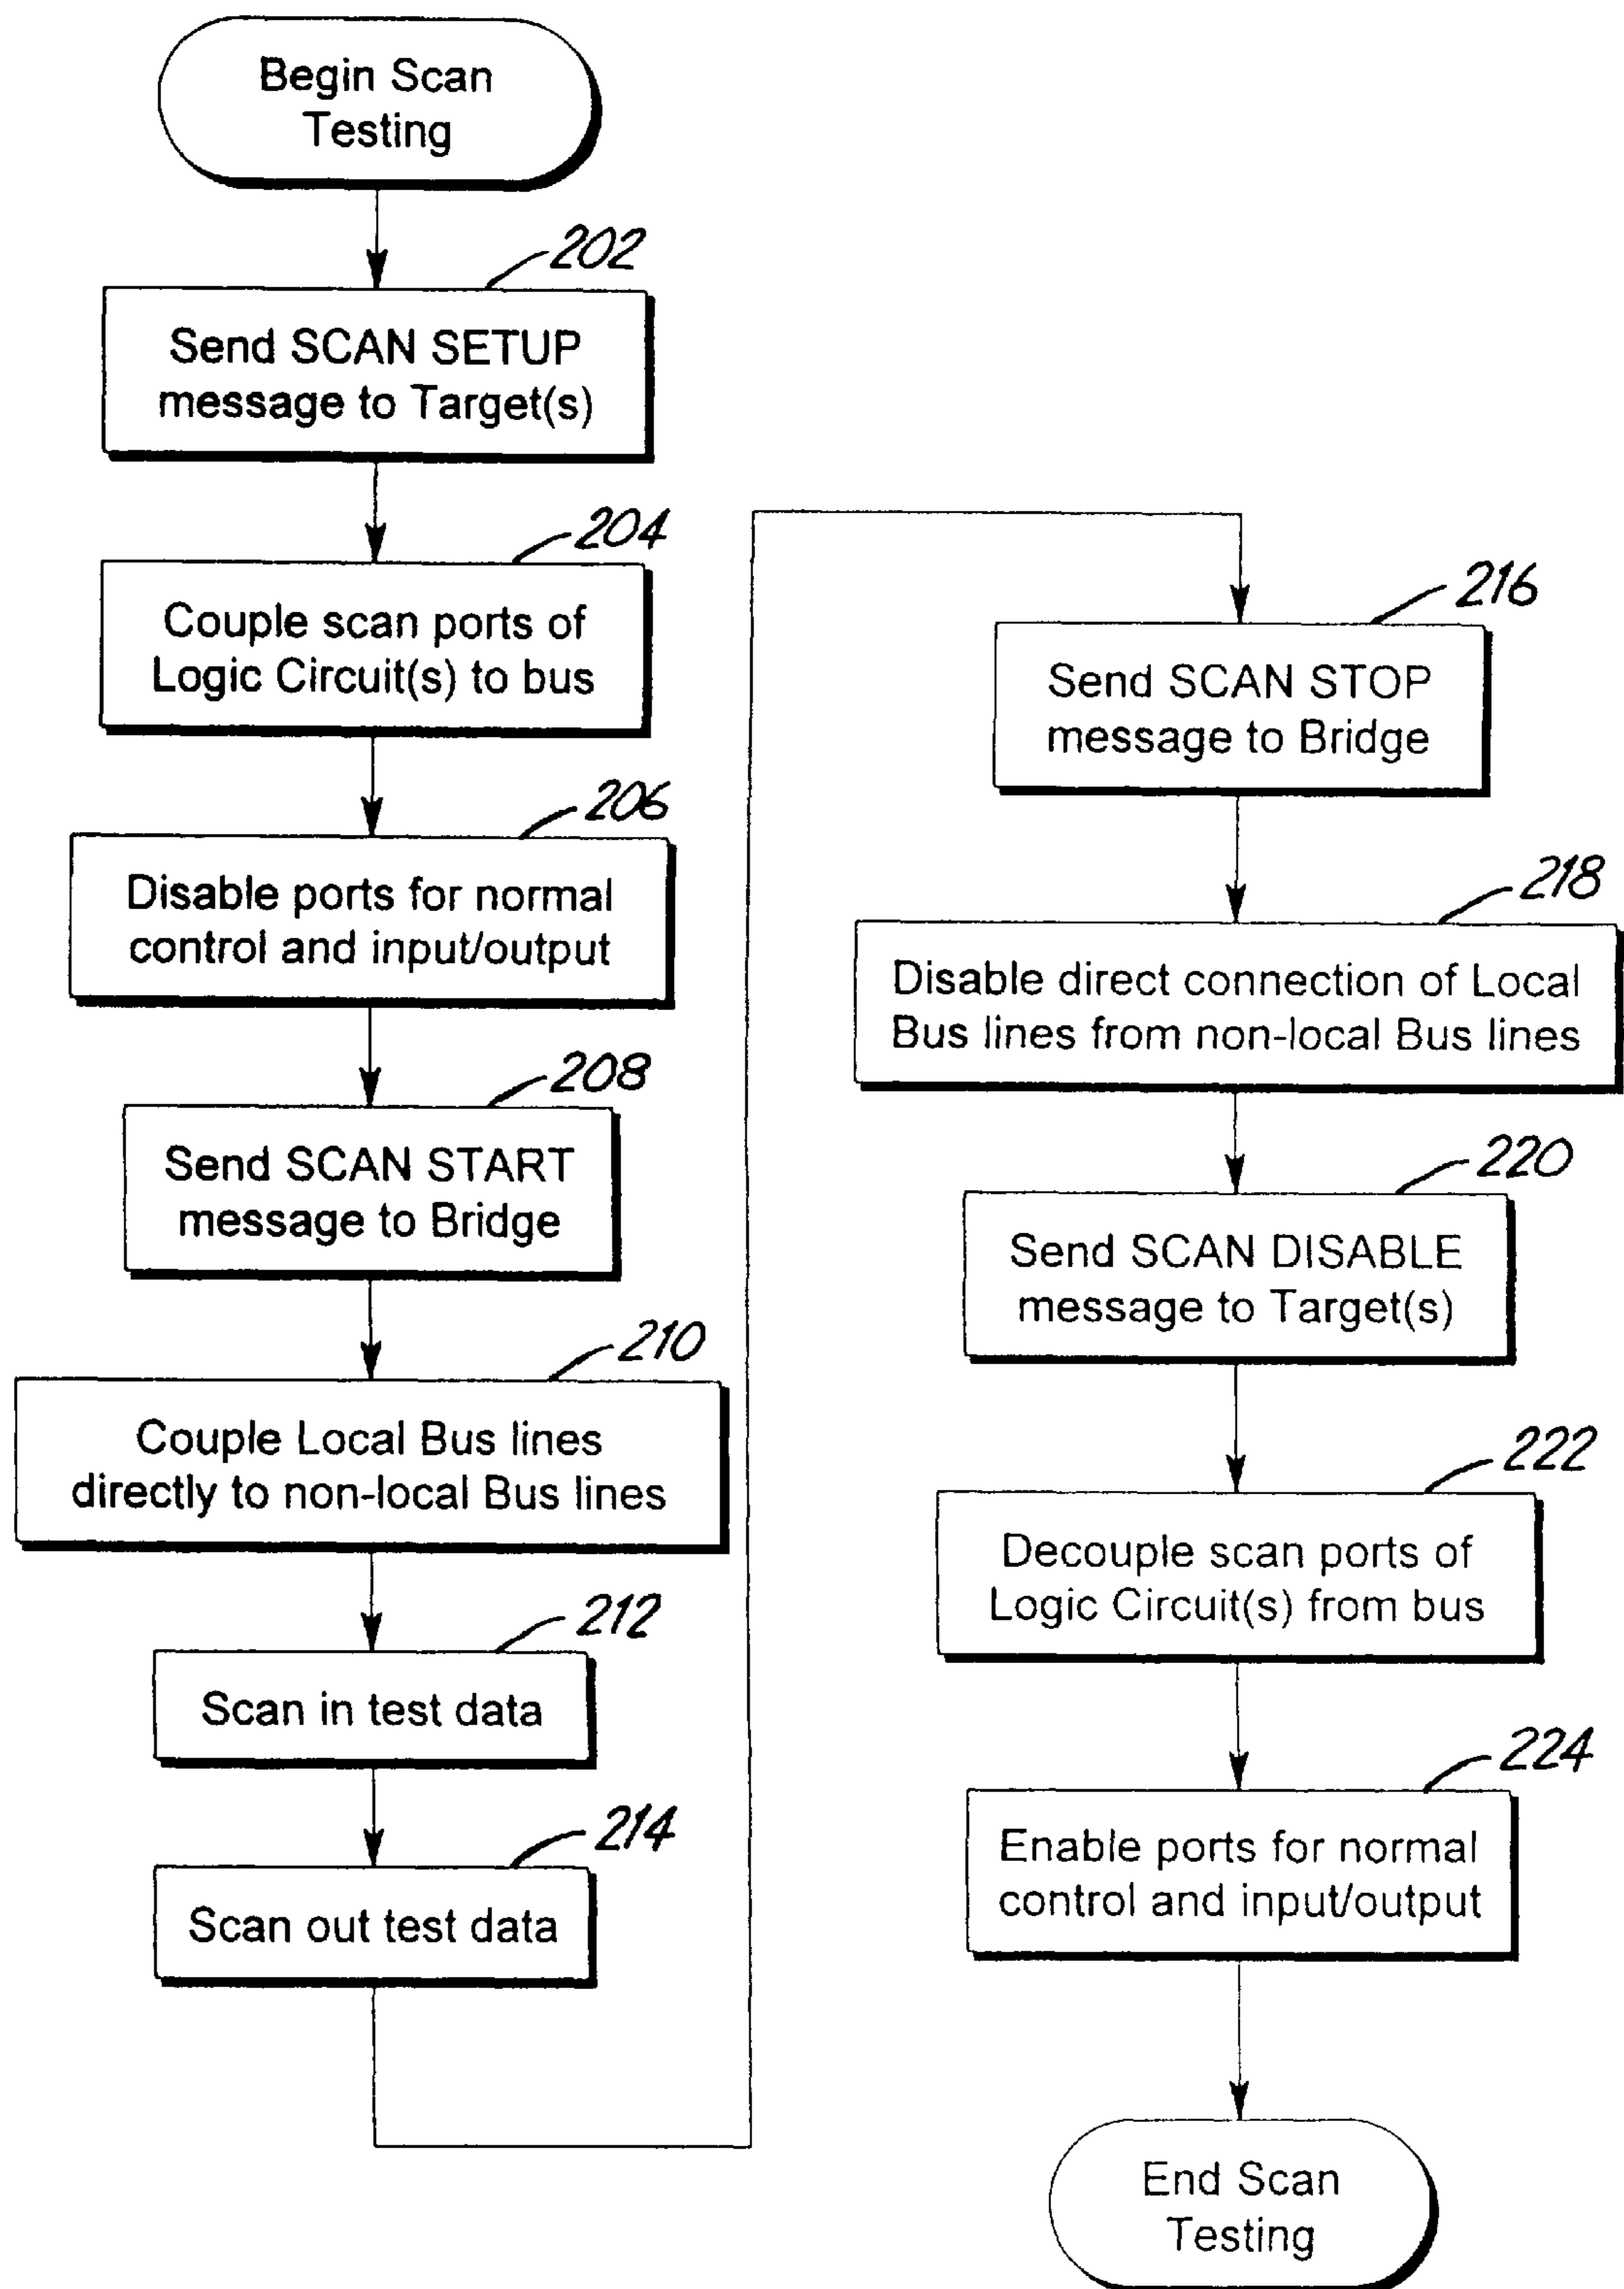 Begin Scan
Testing
202
Send SCAN SETUP
message to Target(s)
204
Couple scan ports of
Logic Circuit(s) to bus
206
Disable ports for normal
control and input/output
208
Send SCAN START
message to Bridge
210
Couple Local Bus lines
directly to non-local Bus lines
212
Scan in test data
214
Scan out test data
216
Send SCAN STOP
message to Bridge
218
Disable direct connection of Local
Bus lines from non-local Bus lines
220
Send SCAN DISABLE
message to Target(s)
222
Decouple scan ports of
Logic Circuit(s) from bus
224
Enable ports for normal
control and input/output
End Scan
Testing